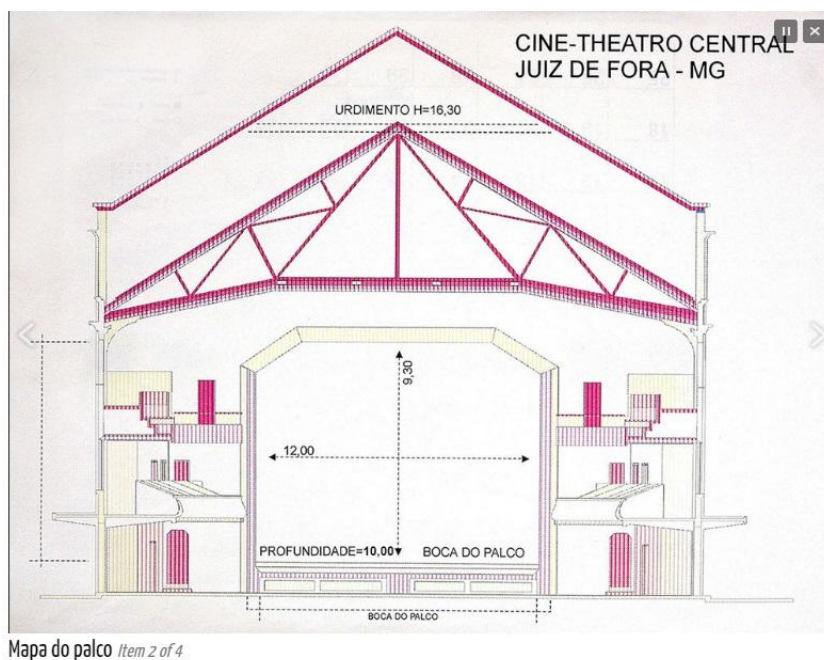 CINE-THEATRO CENTRAL
JUIZ DE FORA - MG
URDIMENTO H=16,30
9,30
12,00
PROFUNDIDADE=10,00 BOCA DO PALCO
BOCA DO PALCO
Mapa do palco Item 2 of 4